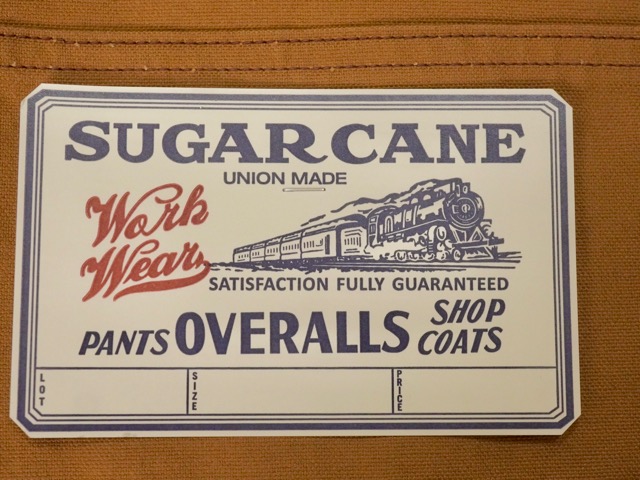 SUGAR CANE
UNION MADE
Work
Wear
SATISFACTION FULLY GUARANTEED
PANTS OVERALLS SHOP COATS
LOT
SIZE
PRICE